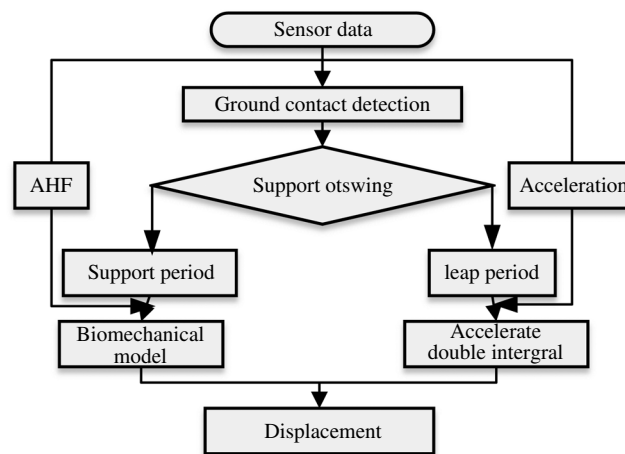 Sensor data
Ground contact detection
AHF
Support otswing
Acceleration
Support period
leap period
Biomechanical
model
Accelerate
double intergral
Displacement